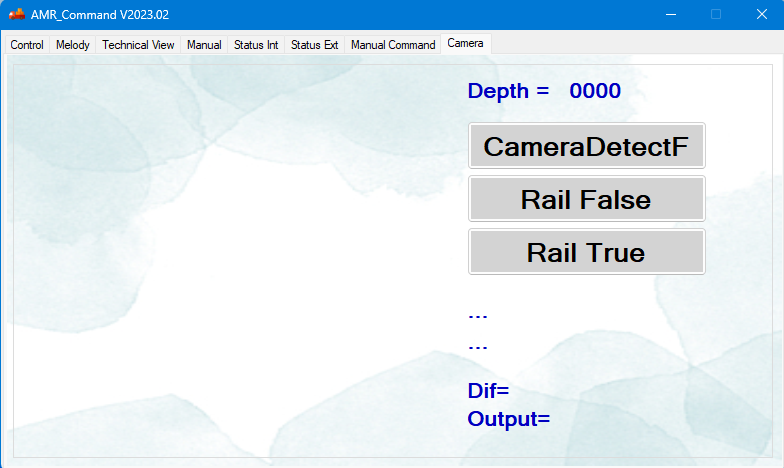 AMR_Command V2023.02
Control Melody Technical View Manual Status Int Status Ext Manual Command Camera
Depth = 0000
CameraDetectF
Rail False
Rail True
...
...
Dif=
Output=